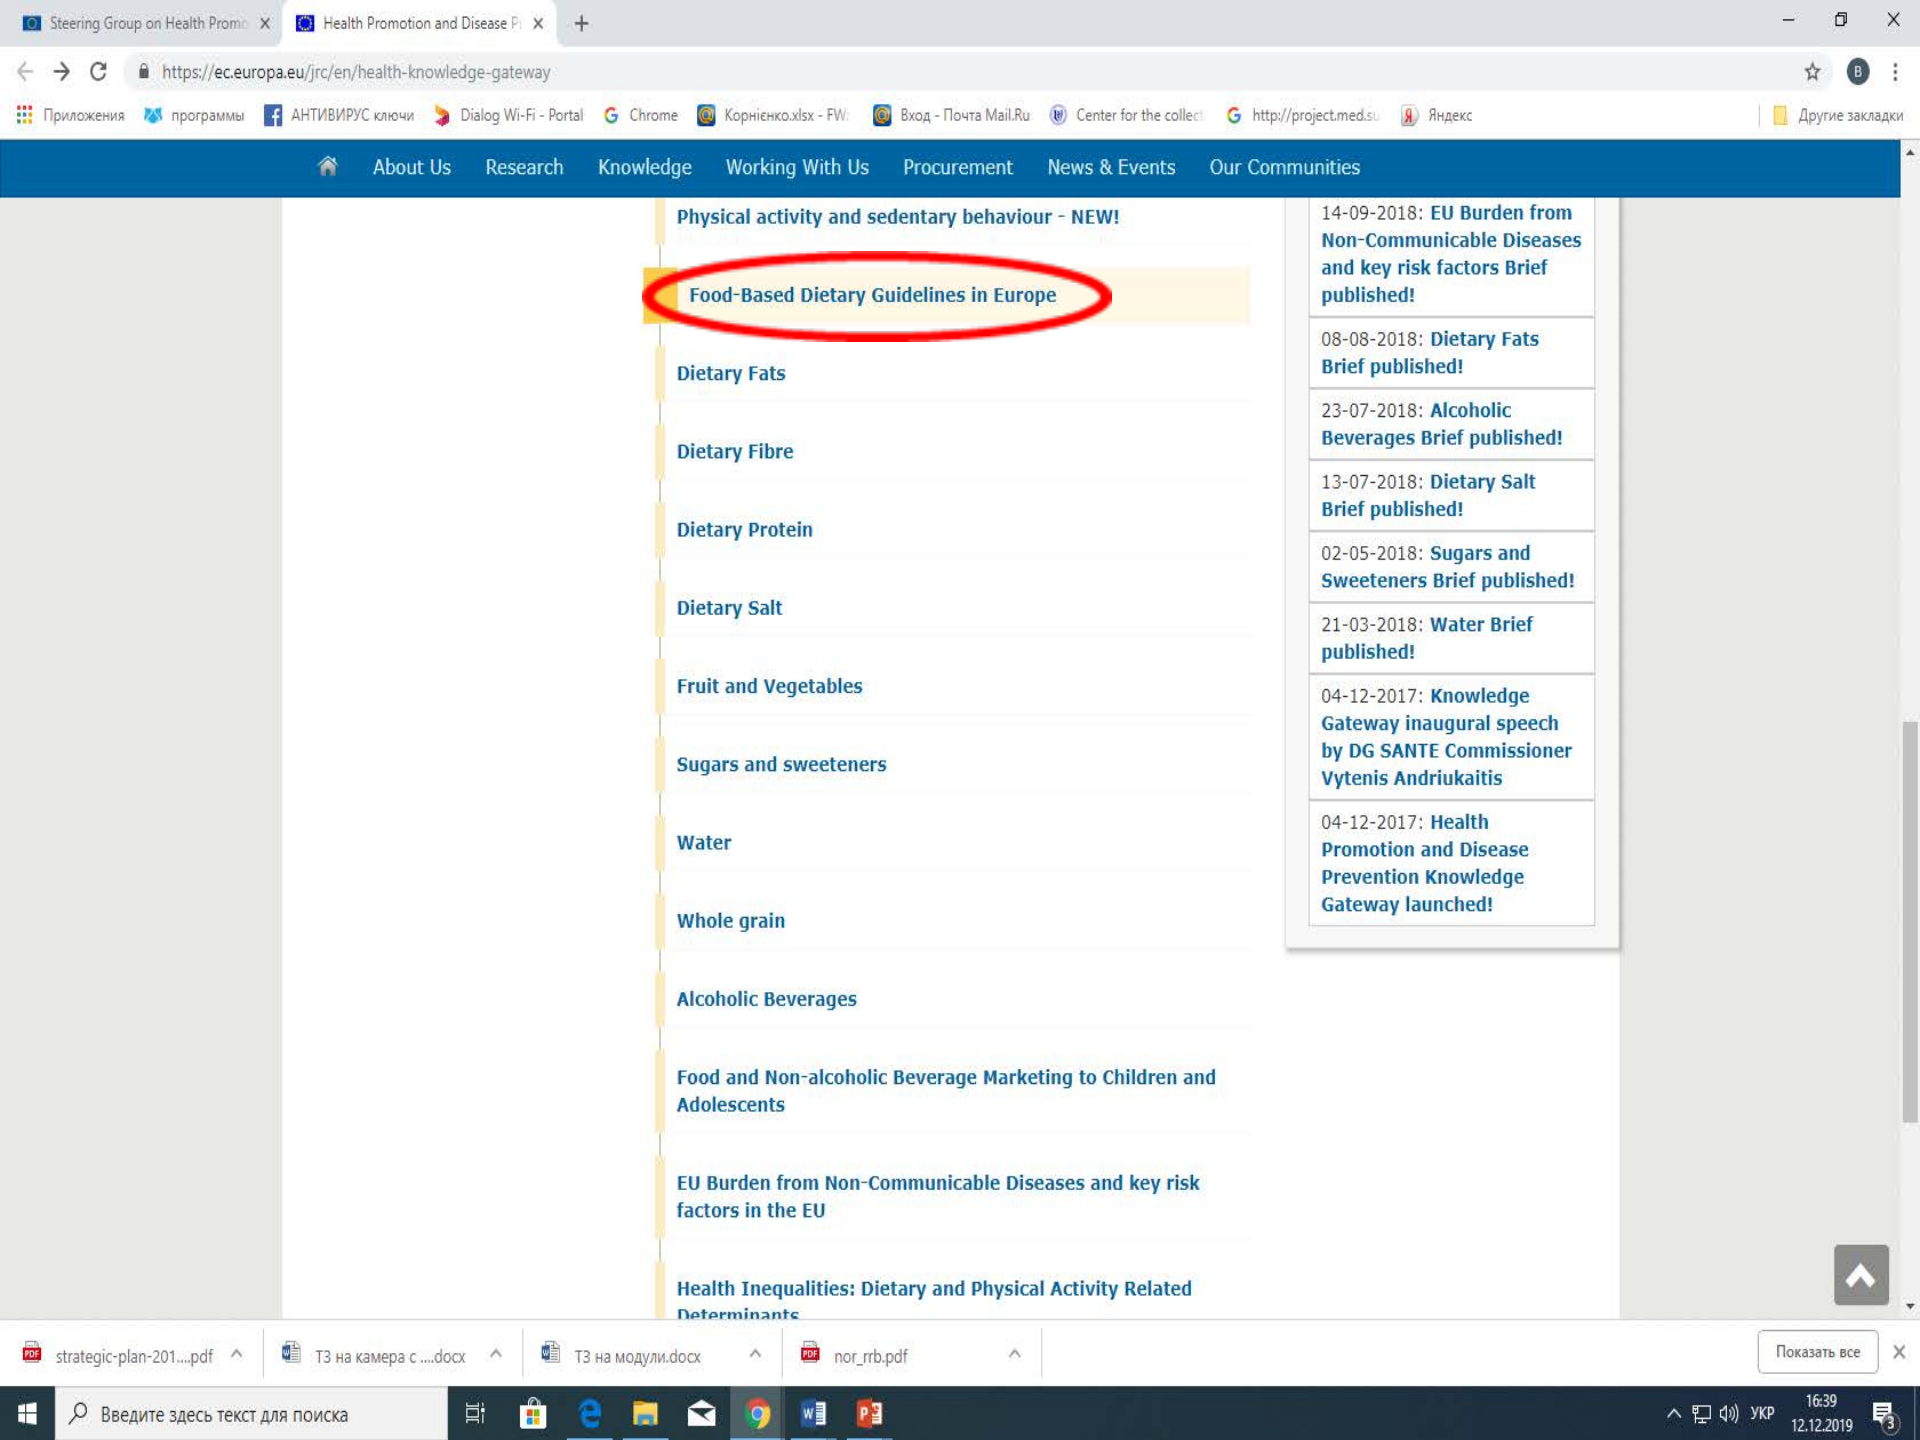 Steering Group on Health Prom
Health Promotion and Disease P
https://ec.europa.eu/jrc/en/health-knowledge-gateway
Приложения
программы
АНТИВИРУС ключи
Dialog Wi-Fi - Portal
Chrome
Корнієнко.xlsx - FW:
Вход - Почта Mail.Ru
Center for the collect
http://project.med.su
Яндекс
Другие закладки
About Us
Research
Knowledge
Working With Us
Procurement
News & Events
Our Communities
Physical activity and sedentary behaviour - NEW!
Food-Based Dietary Guidelines in Europe
Dietary Fats
Dietary Fibre
Dietary Protein
Dietary Salt
Fruit and Vegetables
Sugars and sweeteners
Water
Whole grain
Alcoholic Beverages
Food and Non-alcoholic Beverage Marketing to Children and
Adolescents
EU Burden from Non-Communicable Diseases and key risk
factors in the EU
Health Inequalities: Dietary and Physical Activity Related
Determinants
14-09-2018: EU Burden from
Non-Communicable Diseases
and key risk factors Brief
published!
08-08-2018: Dietary Fats
Brief published!
23-07-2018: Alcoholic
Beverages Brief published!
13-07-2018: Dietary Salt
Brief published!
02-05-2018: Sugars and
Sweeteners Brief published!
21-03-2018: Water Brief
published!
04-12-2017: Knowledge
Gateway inaugural speech
by DG SANTE Commissioner
Vytenis Andriukaitis
04-12-2017: Health
Promotion and Disease
Prevention Knowledge
Gateway launched!
strategic-plan-201....pdf
ТЗ на камера с ....docx
ТЗ на модули.docx
nor_rrb.pdf
Показать все
Введите здесь текст для поиска
УКР
16:39
12.12.2019
3